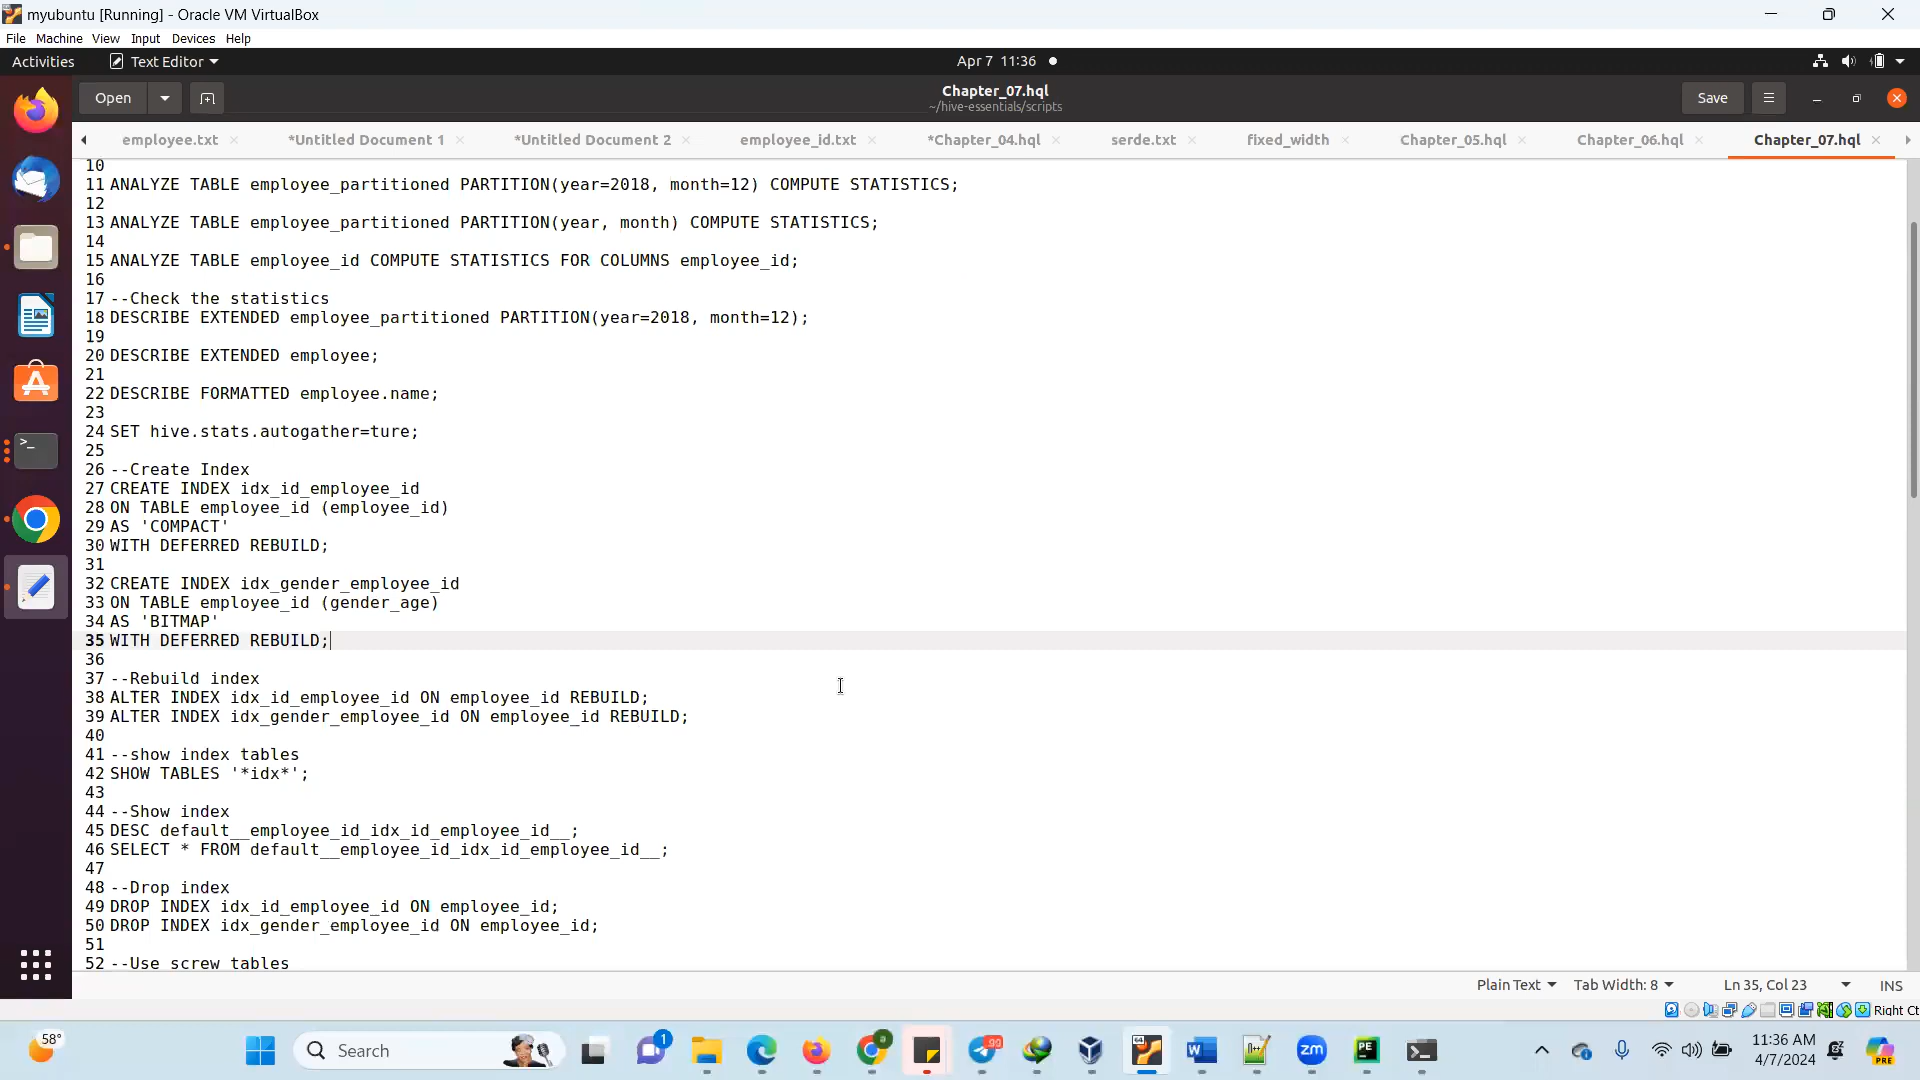 myubuntu [Running] - Oracle VM VirtualBox
File Machine View Input Devices Help
Activities Text Editor Apr 7 11:36
Open Chapter_07.hql Save
~/hive-essentials/scripts
employee.txt *Untitled Document 1 *Untitled Document 2 employee_id.txt *Chapter_04.hql serde.txt fixed_width Chapter_05.hql Chapter_06.hql Chapter_07.hql
10
11 ANALYZE TABLE employee_partitioned PARTITION(year=2018, month=12) COMPUTE STATISTICS;
12
13 ANALYZE TABLE employee_partitioned PARTITION(year, month) COMPUTE STATISTICS;
14
15 ANALYZE TABLE employee_id COMPUTE STATISTICS FOR COLUMNS employee_id;
16
17 --Check the statistics
18 DESCRIBE EXTENDED employee_partitioned PARTITION(year=2018, month=12);
19
20 DESCRIBE EXTENDED employee;
21
22 DESCRIBE FORMATTED employee.name;
23
24 SET hive.stats.autogather=ture;
25
26 --Create Index
27 CREATE INDEX idx_id_employee_id
28 ON TABLE employee_id (employee_id)
29 AS 'COMPACT'
30 WITH DEFERRED REBUILD;
31
32 CREATE INDEX idx_gender_employee_id
33 ON TABLE employee_id (gender_age)
34 AS 'BITMAP'
35 WITH DEFERRED REBUILD;
36
37 --Rebuild index
38 ALTER INDEX idx_id_employee_id ON employee_id REBUILD;
39 ALTER INDEX idx_gender_employee_id ON employee_id REBUILD;
40
41 --show index tables
42 SHOW TABLES '*idx*';
43
44 --Show index
45 DESC default__employee_id_idx_id_employee_id__;
46 SELECT * FROM default__employee_id_idx_id_employee_id__;
47
48 --Drop index
49 DROP INDEX idx_id_employee_id ON employee_id;
50 DROP INDEX idx_gender_employee_id ON employee_id;
51
52 --Use screw tables
Plain Text Tab Width: 8 Ln 35, Col 23 INS
Right Ct
58° Search 1 99 11:36 AM
4/7/2024 PRE